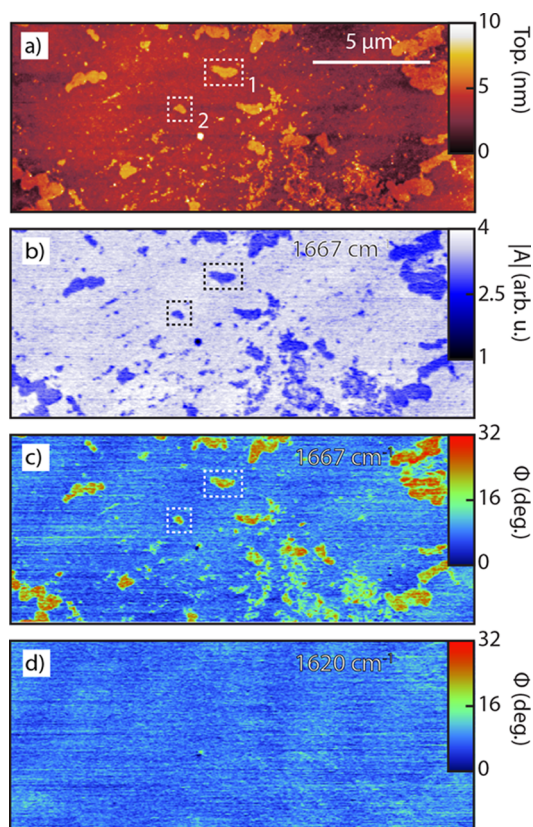 a)
5 μm
1
2
10
5
0
Top. (nm)
b)
1667 cm
4
2.5
1
|A| (arb. u.)
c)
1667 cm⁻¹
32
16
0
Φ (deg.)
d)
1620 cm⁻¹
32
16
0
Φ (deg.)